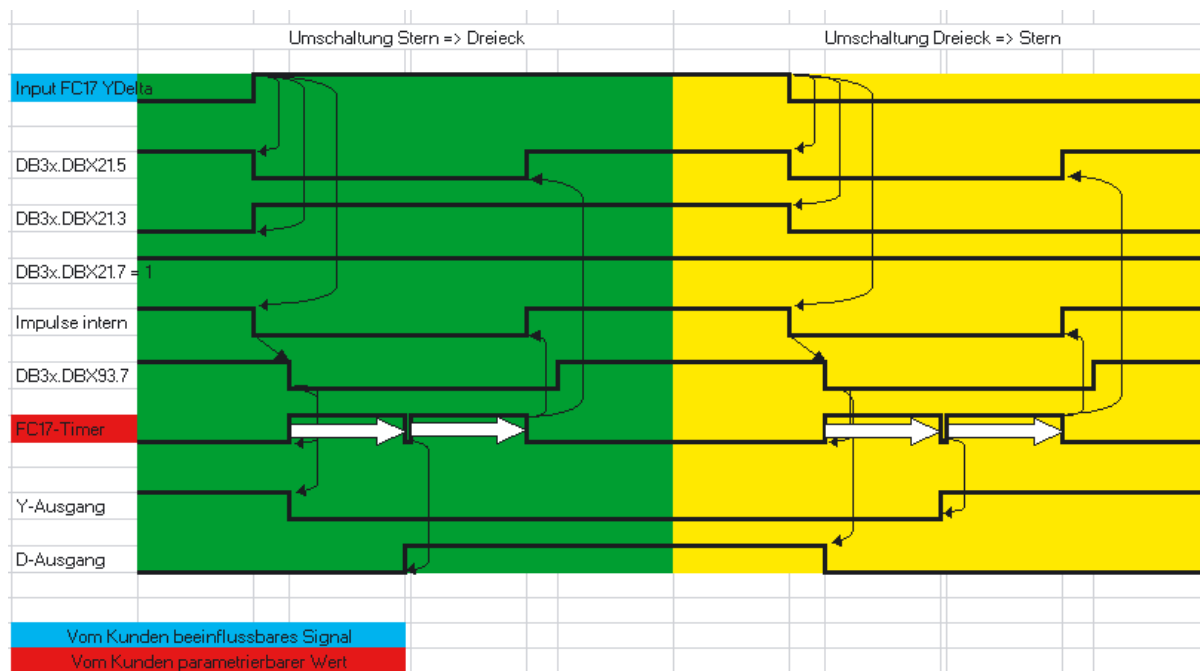 Umschaltung Stern => Dreieck
Umschaltung Dreieck => Stern
Input FC17 YDelta
DB3x.DBX21.5
DB3x.DBX21.3
DB3x.DBX21.7 = 1
Impulse intern
DB3x.DBX93.7
FC17-Timer
Y-Ausgang
D-Ausgang
Vom Kunden beeinflussbares Signal
Vom Kunden parametrierbarer Wert